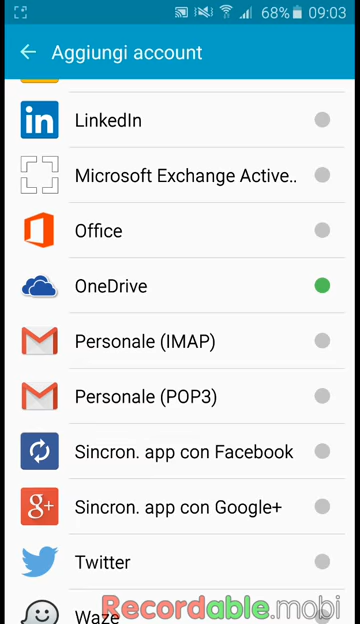 68% 09:03
Aggiungi account
LinkedIn
Microsoft Exchange Active..
Office
OneDrive
Personale (IMAP)
Personale (POP3)
Sincron. app con Facebook
Sincron. app con Google+
Twitter
Waze
Recordable.mobi